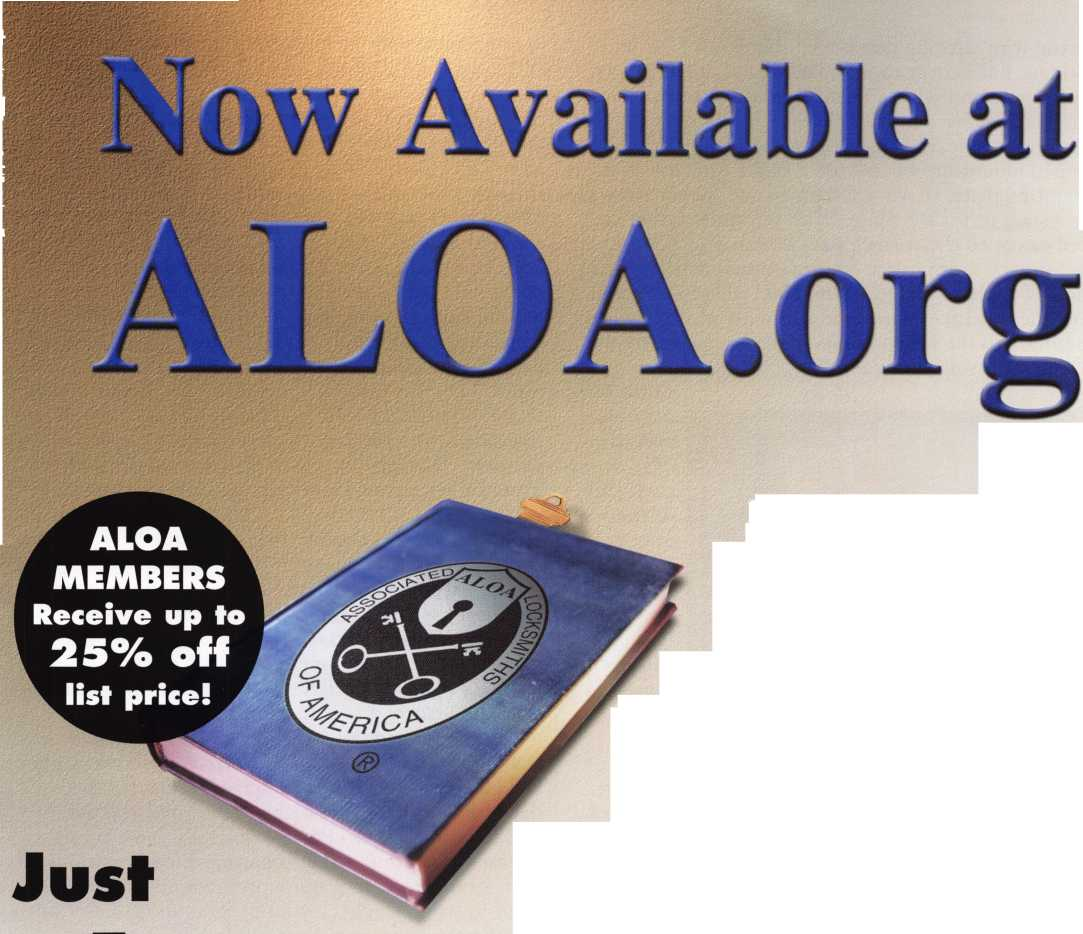 Now Available at
ALOA.org
ALOA
MEMBERS
Receive up to
25% off
list price!
ASSOCIATED LOCKSMITHS
ALOA
OF AMERICA
®
Just